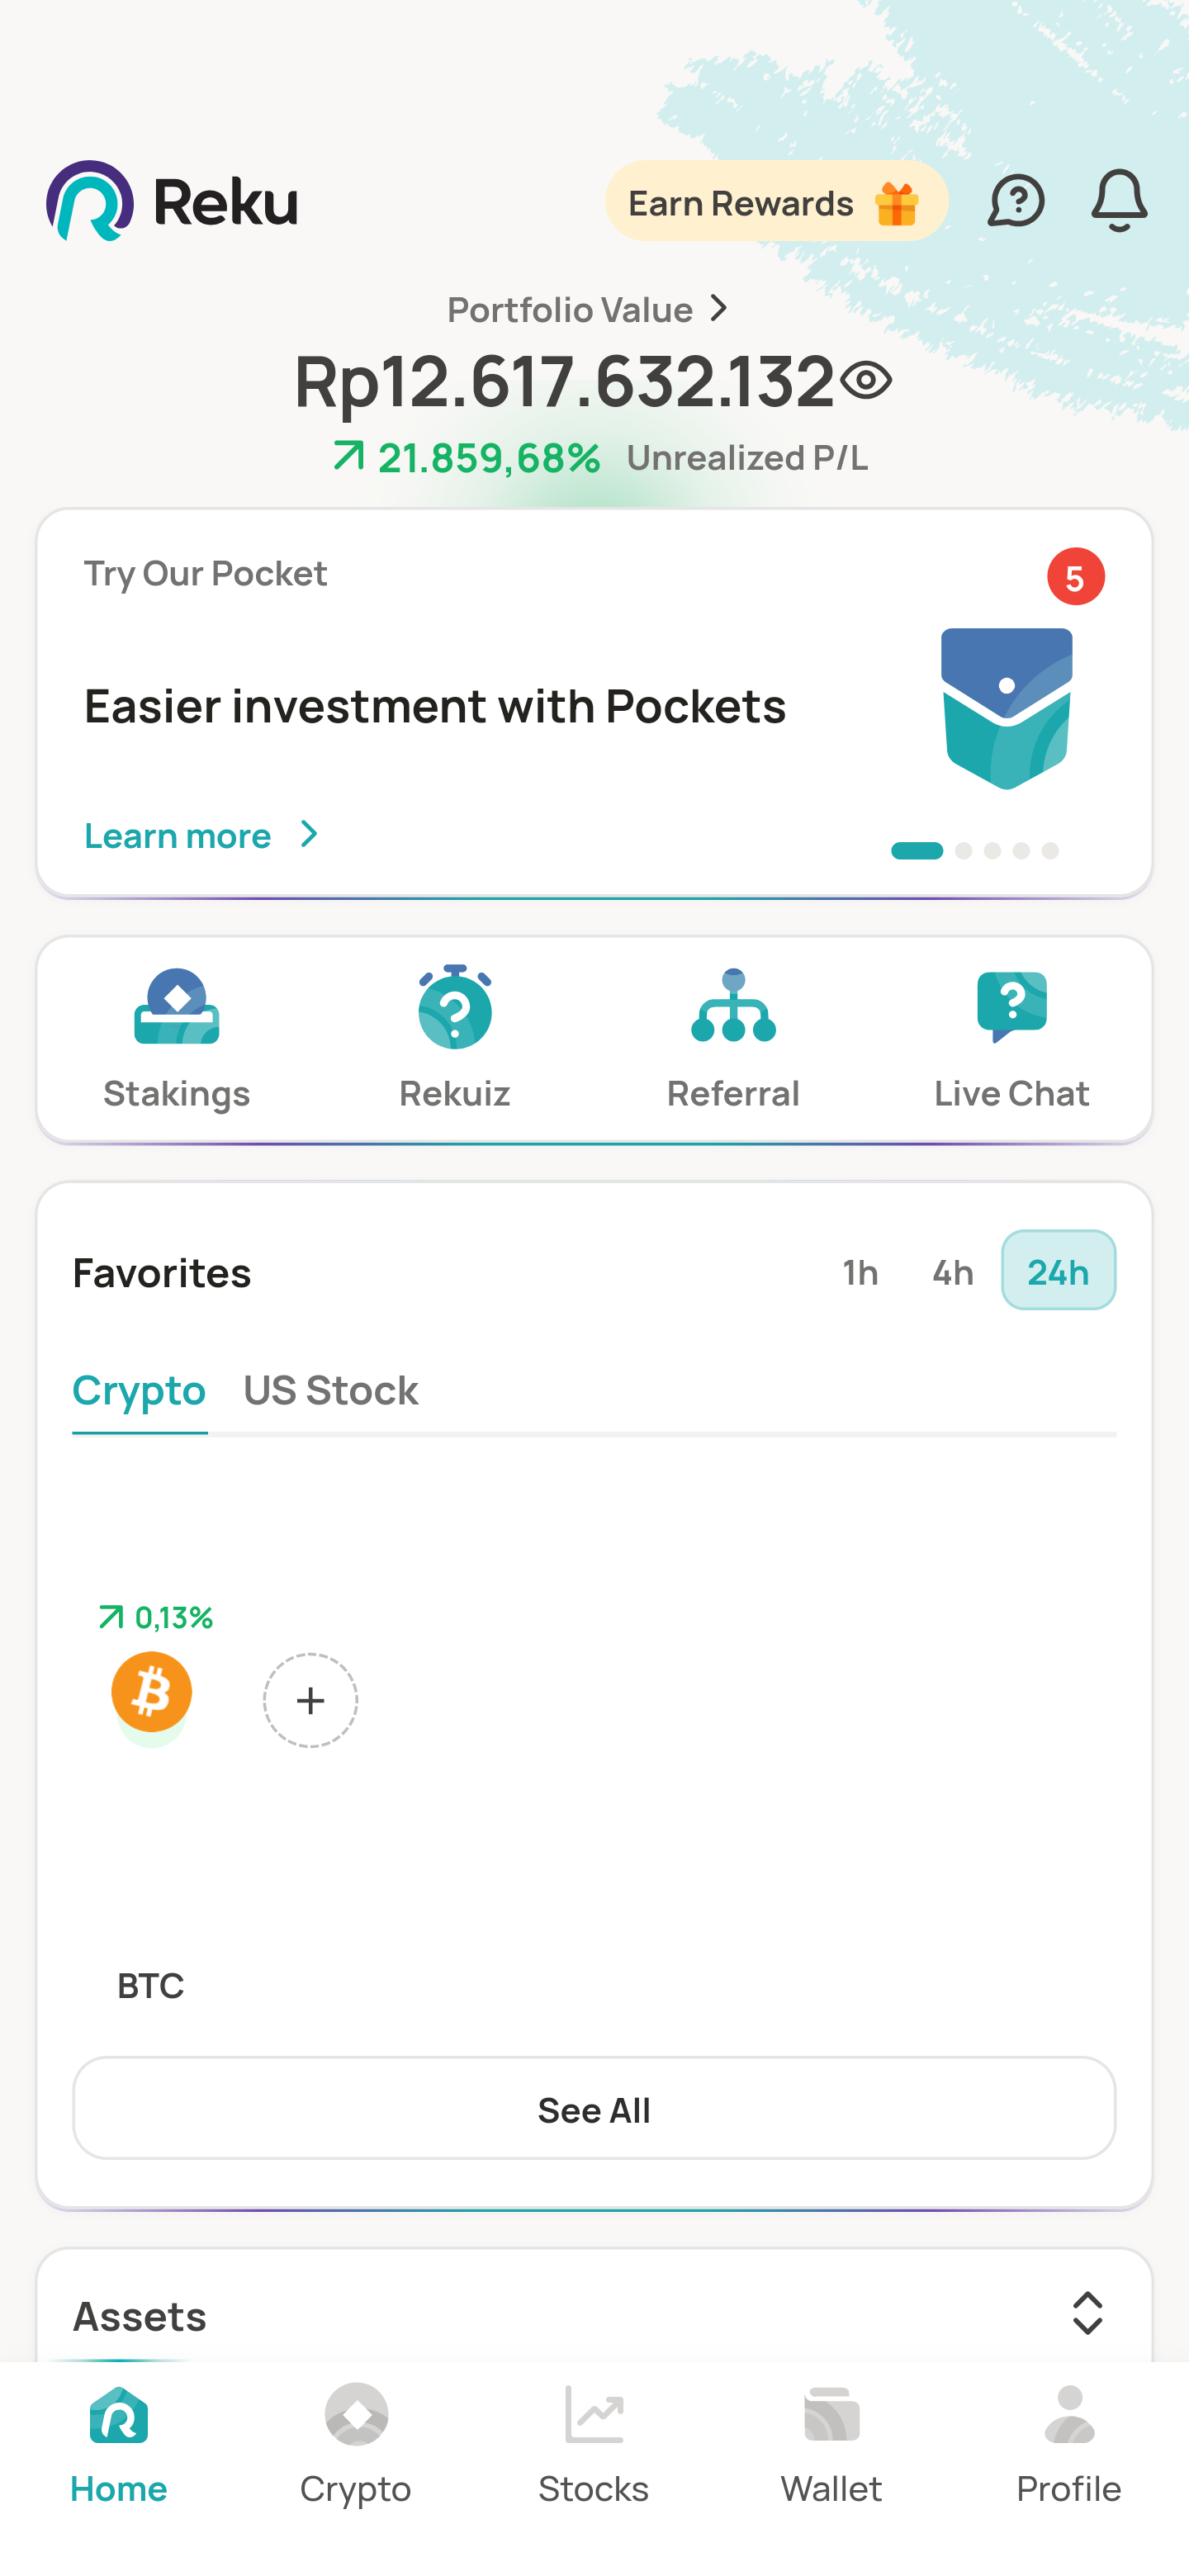 Reku
Earn Rewards
Portfolio Value
Rp12.617.632.132
21.859,68% Unrealized P/L
Try Our Pocket
5
Easier investment with Pockets
Learn more
Stakings
Rekuiz
Referral
Live Chat
Favorites
1h 4h 24h
Crypto US Stock
0,13%
BTC
See All
Assets
Home
Crypto
Stocks
Wallet
Profile